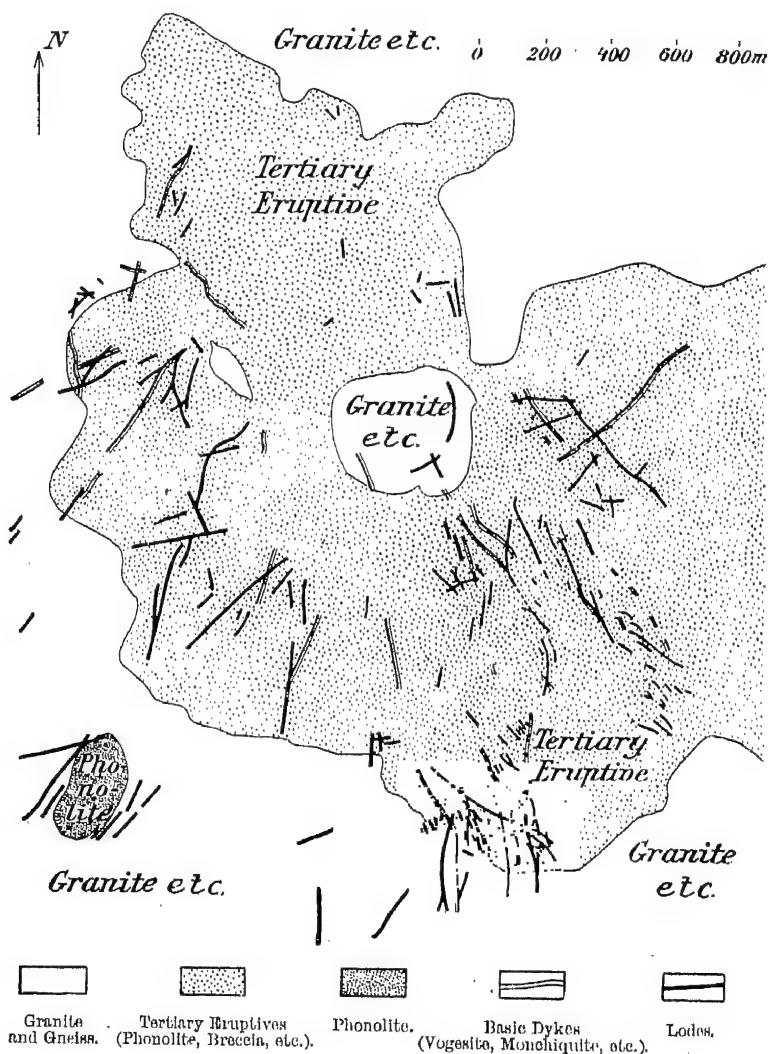 N
Granite etc.
0 200 400 600 800m
Tertiary
Eruptive
Granite
etc.
Tertiary
Eruptive
Pho
no-
lite
Granite etc.
Granite
etc.
Granite
and Gneiss.
Tertiary Eruptives
(Phonolite, Breccia, etc.).
Phonolite.
Basic Dykes
(Vogesite, Monchiquite, etc.).
Lodes.